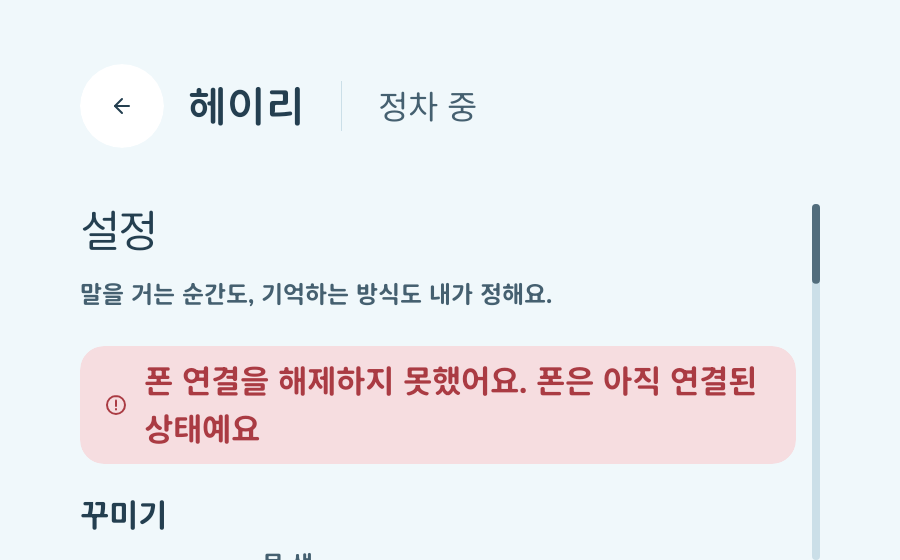 헤이리
정차 중
설정
말을 거는 순간도, 기억하는 방식도 내가 정해요.
폰 연결을 해제하지 못했어요. 폰은 아직 연결된
상태예요
꾸미기